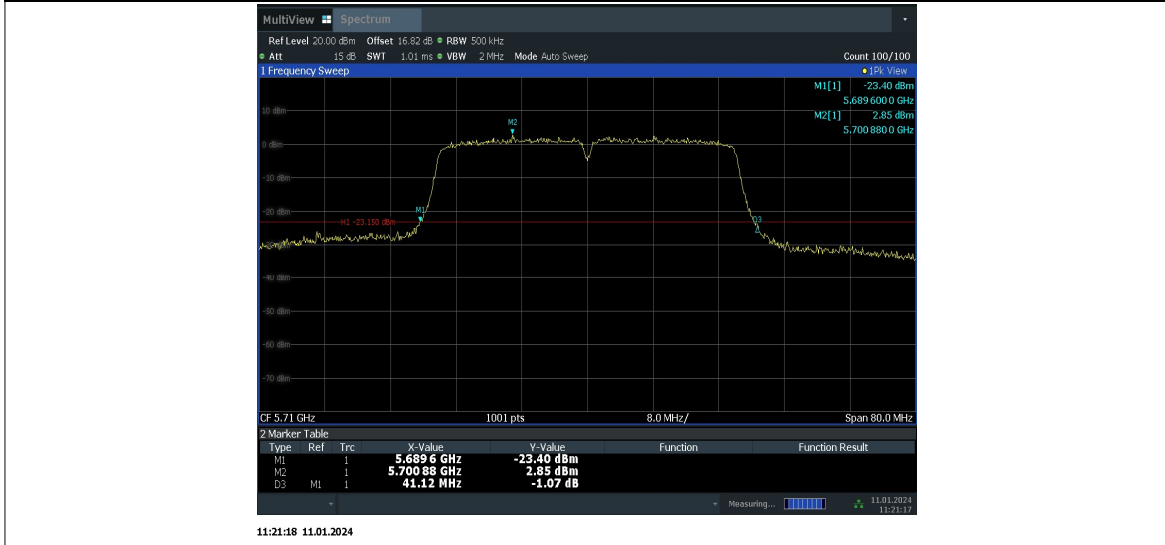 MultiView Spectrum
Ref Level 20.00 dBm Offset 16.82 dB RBW 500 kHz
Att 15 dB SWT 1.01 ms VBW 2 MHz Mode Auto Sweep Count 100/100
1 Frequency Sweep 1Pk View
M1[1] -23.40 dBm
5.689 600 0 GHz
10 dBm
M2[1] 2.85 dBm
M2 5.700 880 0 GHz
0 dBm
-10 dBm
-20 dBm
M1
H1 -23.150 dBm D3
-40 dBm
-50 dBm
-60 dBm
-70 dBm
CF 5.71 GHz 1001 pts 8.0 MHz/ Span 80.0 MHz
2 Marker Table
Type Ref Trc X-Value Y-Value Function Function Result
M1 1 5.689 6 GHz -23.40 dBm
M2 1 5.700 88 GHz 2.85 dBm
D3 M1 1 41.12 MHz -1.07 dB
Measuring... 11.01.2024
11:21:17
11:21:18 11.01.2024